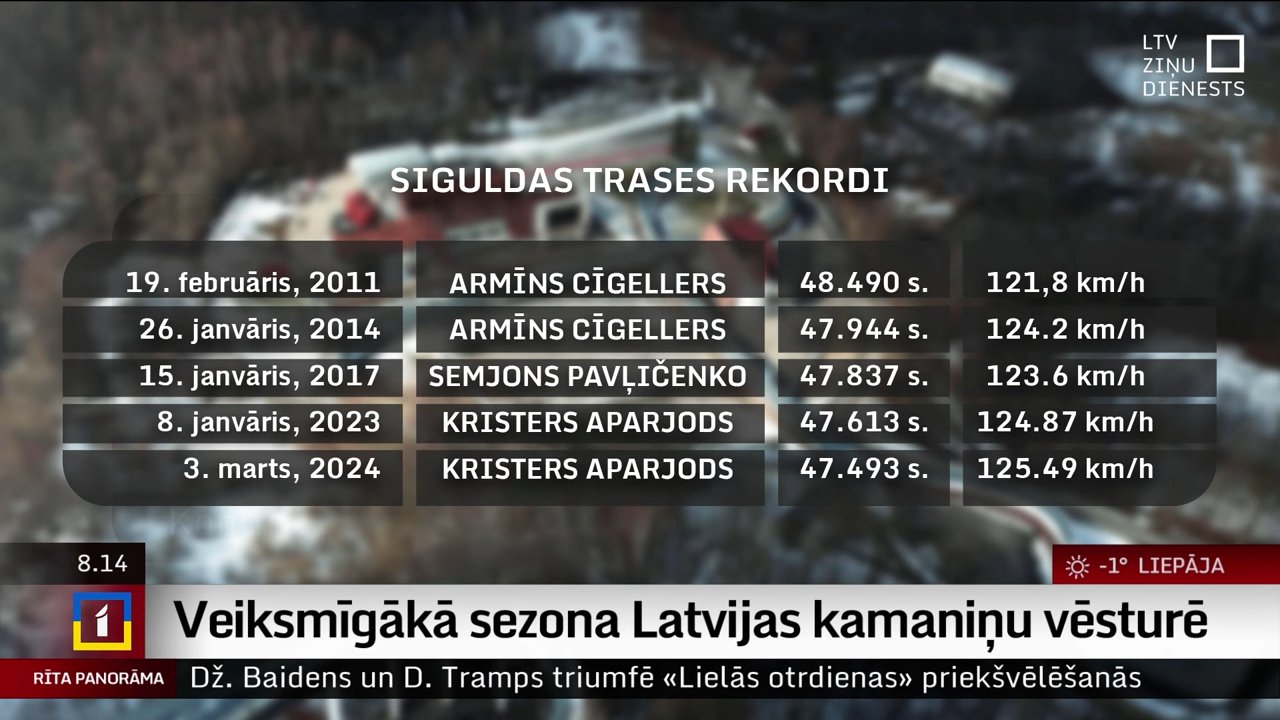 LTV
ZIŅU
DIENESTS
SIGULDAS TRASES REKORDI
19. februāris, 2011 ARMĪNS CĪGELLERS 48.490 s. 121,8 km/h
26. janvāris, 2014 ARMĪNS CĪGELLERS 47.944 s. 124.2 km/h
15. janvāris, 2017 SEMJONS PAVĻIČENKO 47.837 s. 123.6 km/h
8. janvāris, 2023 KRISTERS APARJODS 47.613 s. 124.87 km/h
3. marts, 2024 KRISTERS APARJODS 47.493 s. 125.49 km/h
8.14
-1° LIEPĀJA
1
Veiksmīgākā sezona Latvijas kamaniņu vēsturē
RĪTA PANORĀMA
Dž. Baidens un D. Tramps triumfē «Lielās otrdienas» priekšvēlēšanās